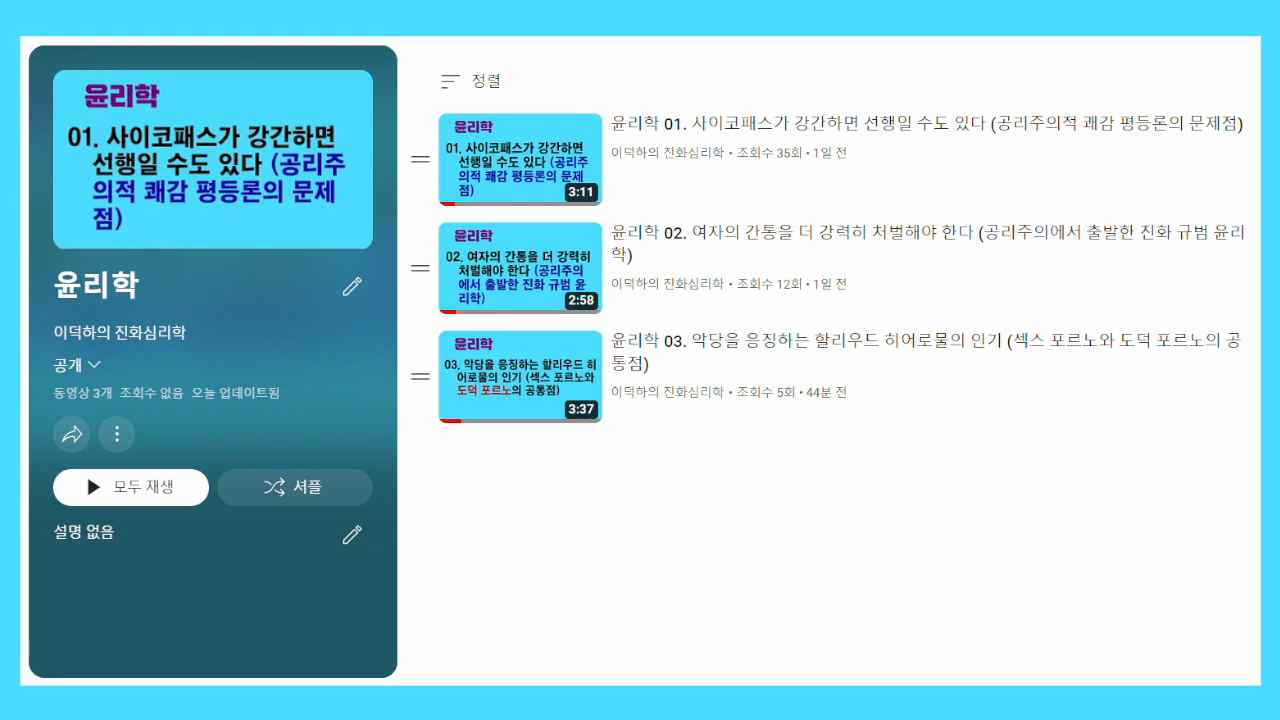 윤리학
01. 사이코패스가 강간하면
선행일 수도 있다 (공리주
의적 쾌감 평등론의 문제
점)
윤리학
이덕하의 진화심리학
공개
동영상 3개 조회수 없음 오늘 업데이트됨
모두 재생
셔플
설명 없음
정렬
윤리학
01. 사이코패스가 강간하면
선행일 수도 있다 (공리주
의적 쾌감 평등론의 문제
점)
3:11
윤리학 01. 사이코패스가 강간하면 선행일 수도 있다 (공리주의적 쾌감 평등론의 문제점)
이덕하의 진화심리학 • 조회수 35회 • 1일 전
윤리학
02. 여자의 간통을 더 강력히
처벌해야 한다 (공리주의
에서 출발한 진화 규범 윤
리학)
2:58
윤리학 02. 여자의 간통을 더 강력히 처벌해야 한다 (공리주의에서 출발한 진화 규범 윤리
학)
이덕하의 진화심리학 • 조회수 12회 • 1일 전
윤리학
03. 악당을 응징하는 할리우드 히
어로물의 인기 (섹스 포르노와
도덕 포르노의 공통점)
3:37
윤리학 03. 악당을 응징하는 할리우드 히어로물의 인기 (섹스 포르노와 도덕 포르노의 공
통점)
이덕하의 진화심리학 • 조회수 5회 • 44분 전